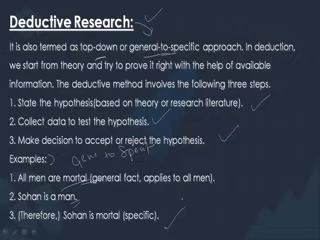 Deductive Research:
It is also termed as top-down or general-to-specific approach. In deduction,
we start from theory and try to prove it right with the help of available
information. The deductive method involves the following three steps.
1. State the hypothesis(based on theory or research literature).
2. Collect data to test the hypothesis.
3. Make decision to accept or reject the hypothesis.
Examples:
1. All men are mortal (general fact, applies to all men).
2. Sohan is a man.
3. (Therefore,) Sohan is mortal (specific).